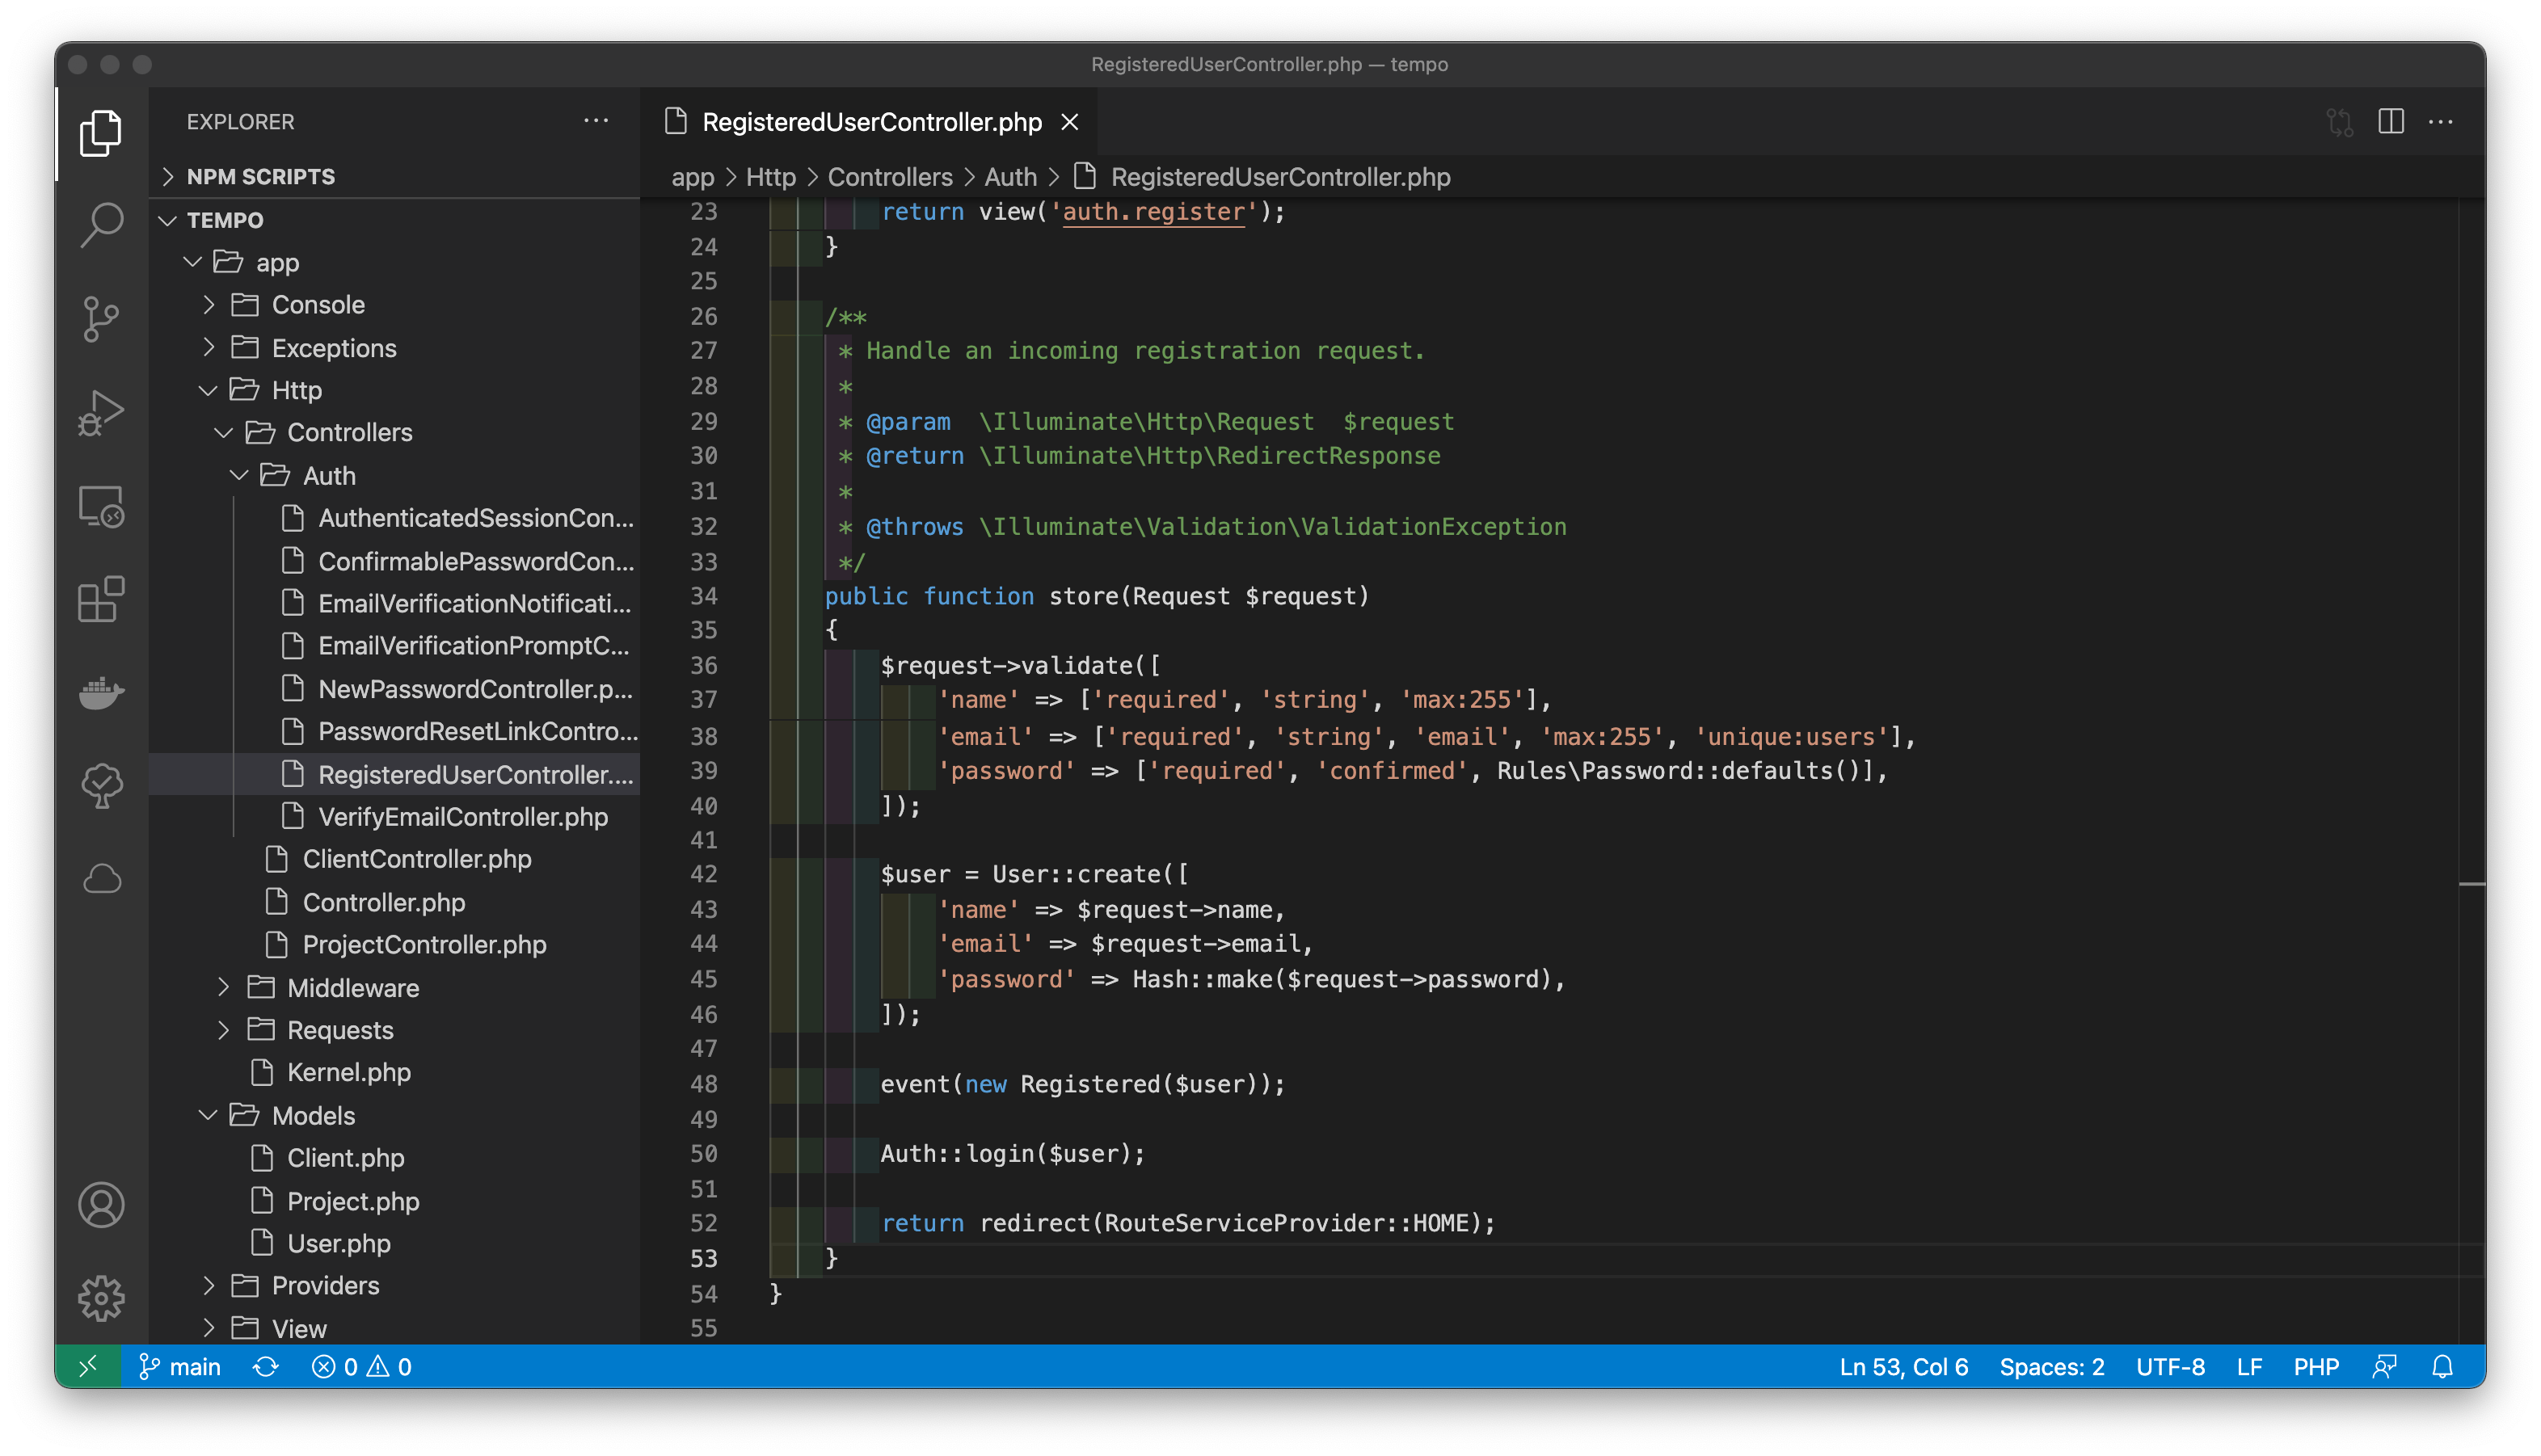 RegisteredUserController.php — tempo
EXPLORER
NPM SCRIPTS
TEMPO
app
Console
Exceptions
Http
Controllers
Auth
AuthenticatedSessionCon...
ConfirmablePasswordCon...
EmailVerificationNotificati...
EmailVerificationPromptC...
NewPasswordController.p...
PasswordResetLinkContro...
RegisteredUserController....
VerifyEmailController.php
ClientController.php
Controller.php
ProjectController.php
Middleware
Requests
Kernel.php
Models
Client.php
Project.php
User.php
Providers
View
RegisteredUserController.php
app > Http > Controllers > Auth > RegisteredUserController.php
23 return view('auth.register');
24 }
25
26 /**
27 * Handle an incoming registration request.
28 *
29 * @param  \Illuminate\Http\Request  $request
30 * @return \Illuminate\Http\RedirectResponse
31 *
32 * @throws \Illuminate\Validation\ValidationException
33 */
34 public function store(Request $request)
35 {
36 $request->validate([
37 'name' => ['required', 'string', 'max:255'],
38 'email' => ['required', 'string', 'email', 'max:255', 'unique:users'],
39 'password' => ['required', 'confirmed', Rules\Password::defaults()],
40 ]);
41
42 $user = User::create([
43 'name' => $request->name,
44 'email' => $request->email,
45 'password' => Hash::make($request->password),
46 ]);
47
48 event(new Registered($user));
49
50 Auth::login($user);
51
52 return redirect(RouteServiceProvider::HOME);
53 }
54 }
55
main 0 0 Ln 53, Col 6 Spaces: 2 UTF-8 LF PHP